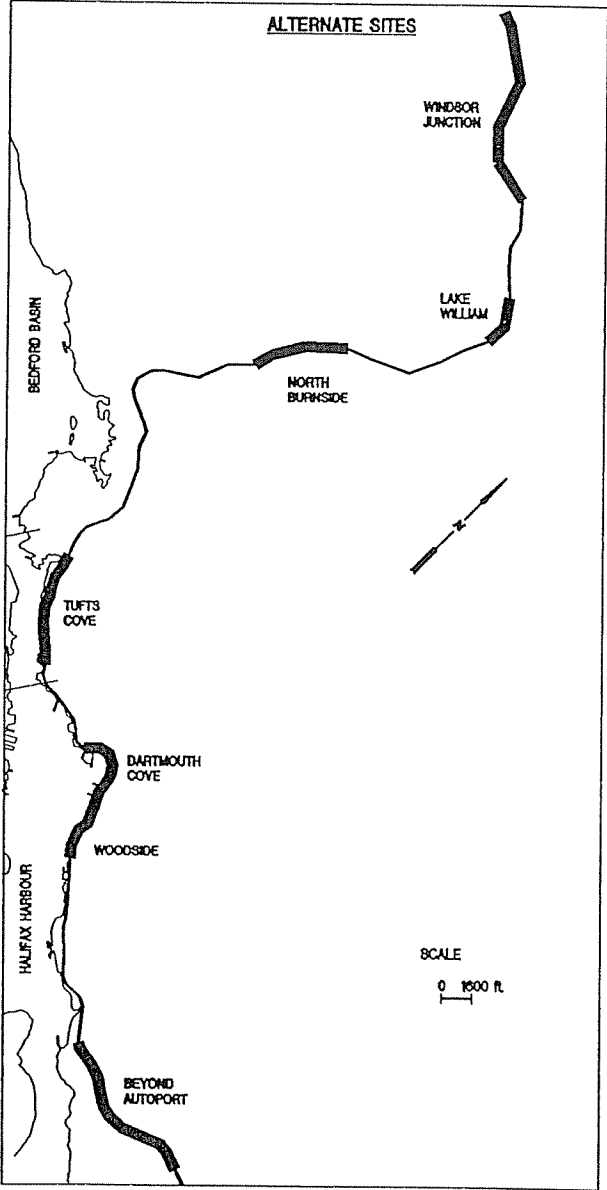 ALTERNATE SITES
WINDSOR
JUNCTION
LAKE
WILLIAM
BEDFORD BASIN
NORTH
BURNSIDE
N
TUFTS
COVE
DARTMOUTH
COVE
WOODSIDE
HALIFAX HARBOUR
SCALE
0 1600 ft.
BEYOND
AUTOPORT